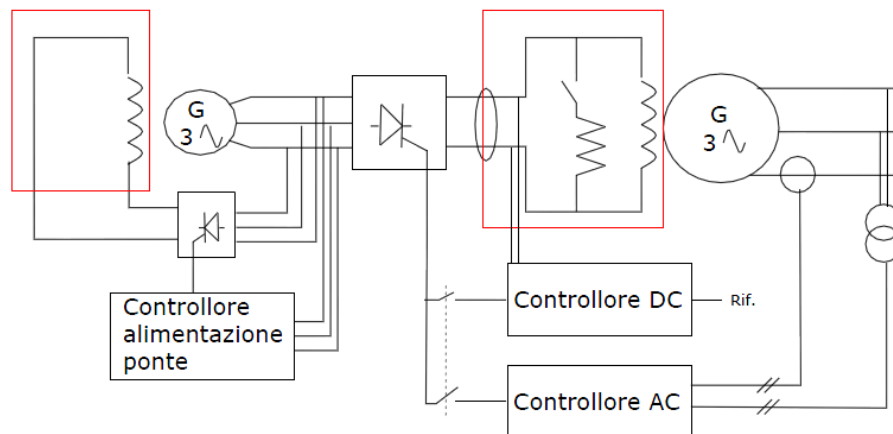 G
3
G
3
Controllore DC
Rif.
Controllore
alimentazione
ponte
Controllore AC